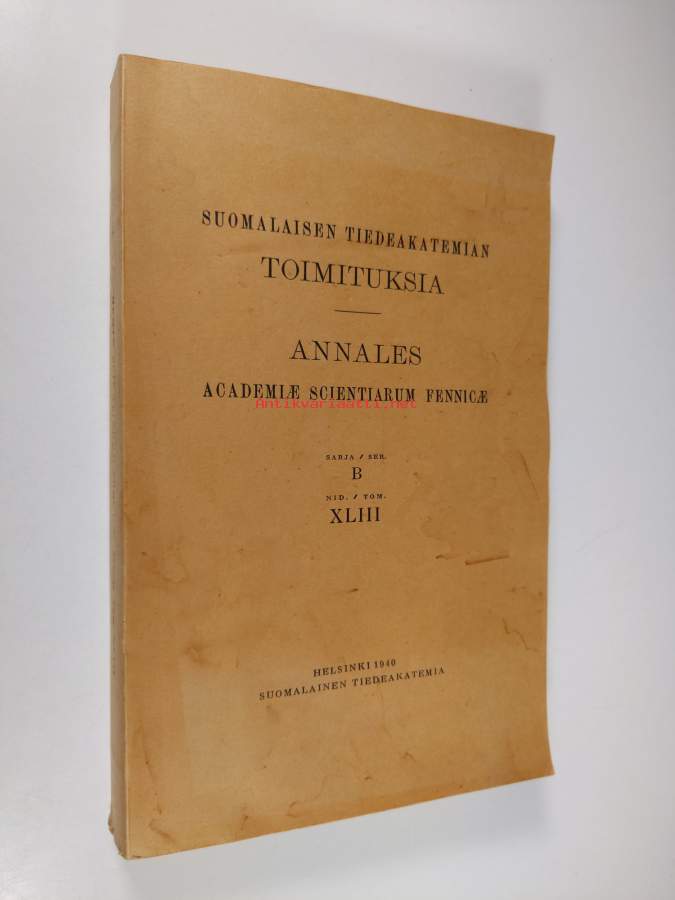 SUOMALAISEN TIEDEAKATEMIAN
TOIMITUKSIA
ANNALES
ACADEMIÆ SCIENTIARUM FENNICÆ
Antikvariaatti.net
SARJA / SER.
B
NID. / TOM.
XLIII
HELSINKI 1940
SUOMALAINEN TIEDEAKATEMIA